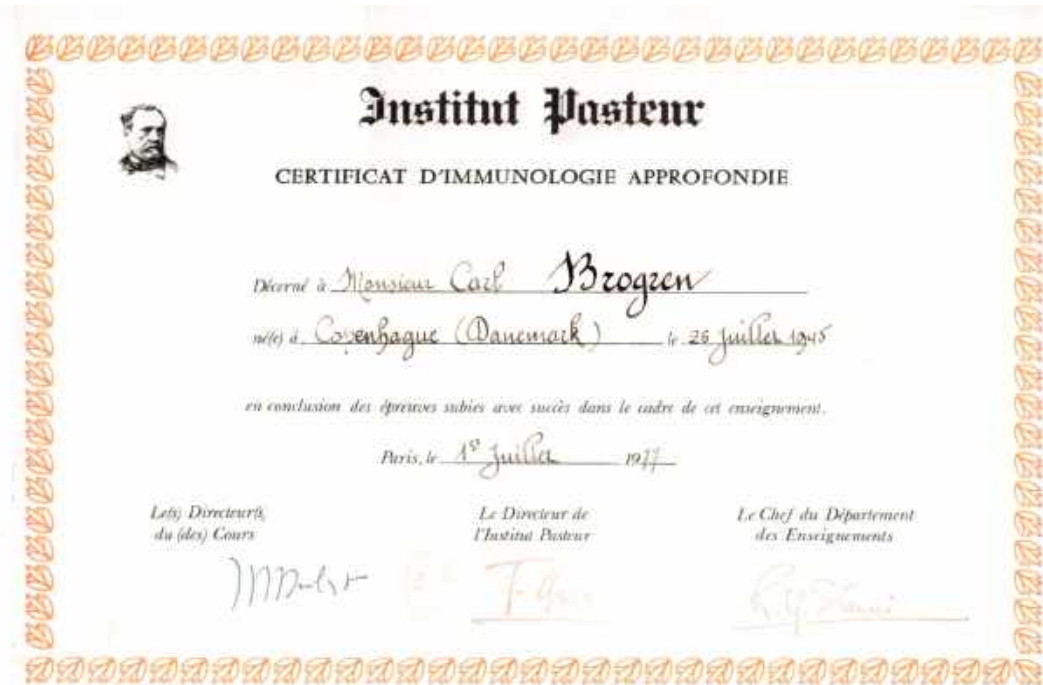 Institut Pasteur
CERTIFICAT D'IMMUNOLOGIE APPROFONDIE
Décerné à Monsieur Carl Brogren
né(e) à Copenhague (Danemark) le 26 Juillet 1945
en conclusion des épreuves subies avec succès dans le cadre de cet enseignement.
Paris, le 1er Juillet 1977
Le(s) Directeur(s)
du (des) Cours
Le Directeur de
l'Institut Pasteur
Le Chef du Département
des Enseignements